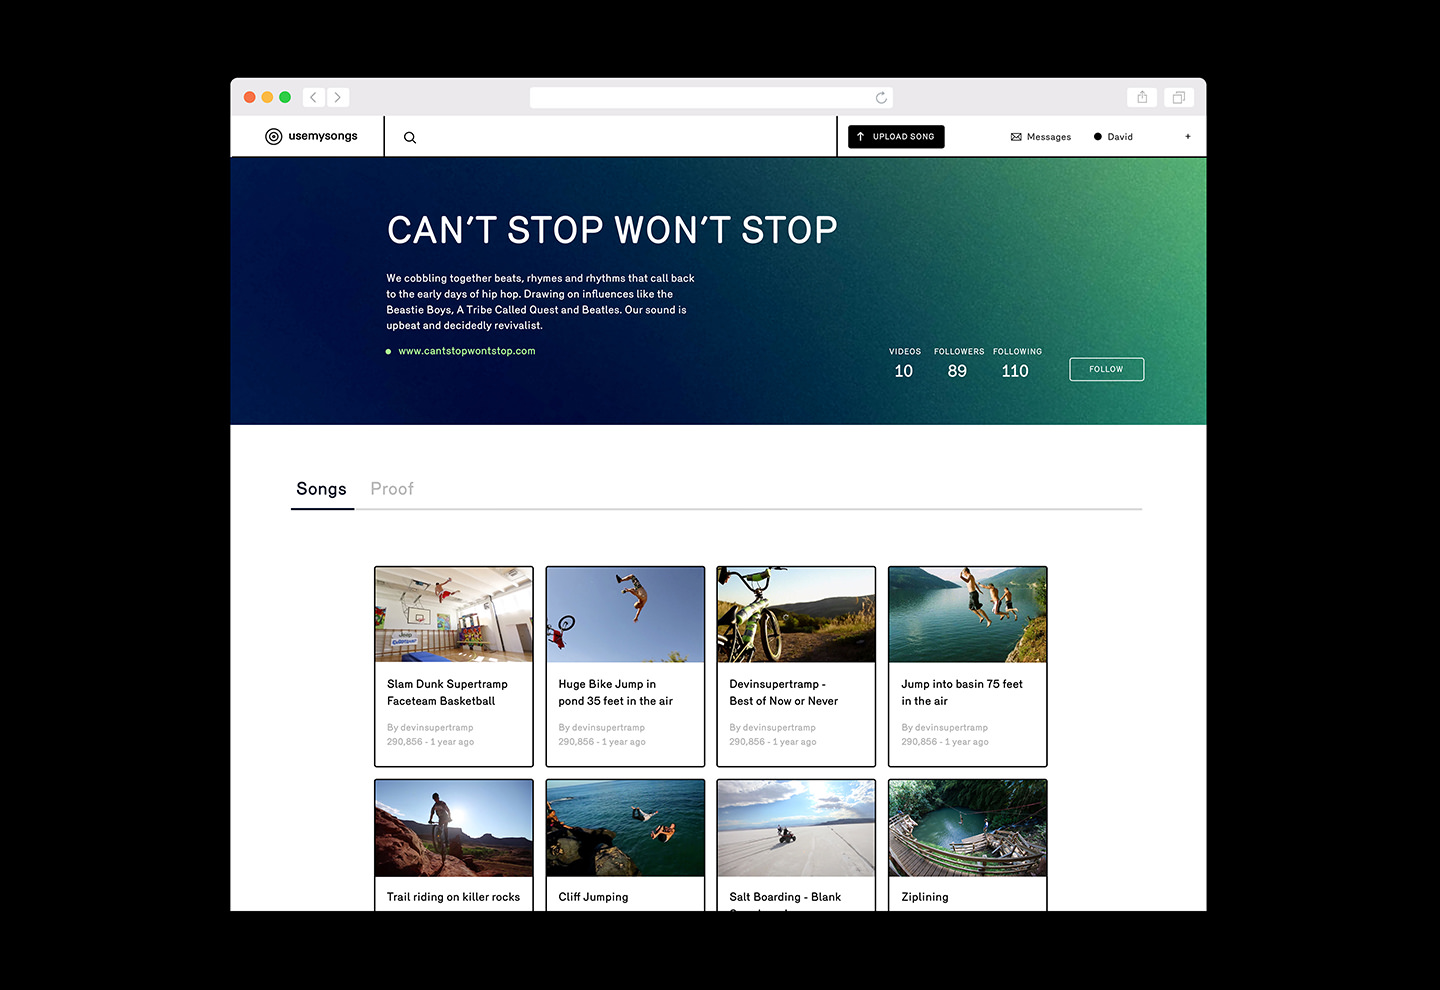 usemysongs
UPLOAD SONG
Messages
David
+
CAN'T STOP WON'T STOP
We cobbling together beats, rhymes and rhythms that call back
to the early days of hip hop. Drawing on influences like the
Beastie Boys, A Tribe Called Quest and Beatles. Our sound is
upbeat and decidedly revivalist.
www.cantstopwontstop.com
VIDEOS FOLLOWERS FOLLOWING
10 89 110
FOLLOW
Songs Proof
Jeep
Slam Dunk Supertramp
Faceteam Basketball
By devinsupertramp
290,856 - 1 year ago
Huge Bike Jump in
pond 35 feet in the air
By devinsupertramp
290,856 - 1 year ago
Devinsupertramp -
Best of Now or Never
By devinsupertramp
290,856 - 1 year ago
Jump into basin 75 feet
in the air
By devinsupertramp
290,856 - 1 year ago
Trail riding on killer rocks
Cliff Jumping
Salt Boarding - Blank
Ziplining